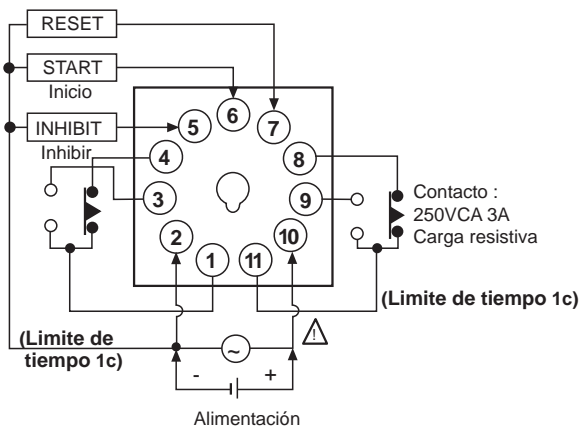 RESET
START
Inicio
INHIBIT
Inhibir
6
5
7
4
8
3
9
2
10
1
11
Contacto :
250VCA 3A
Carga resistiva
(Limite de tiempo 1c)
(Limite de
tiempo 1c)
~
!
- +
Alimentación